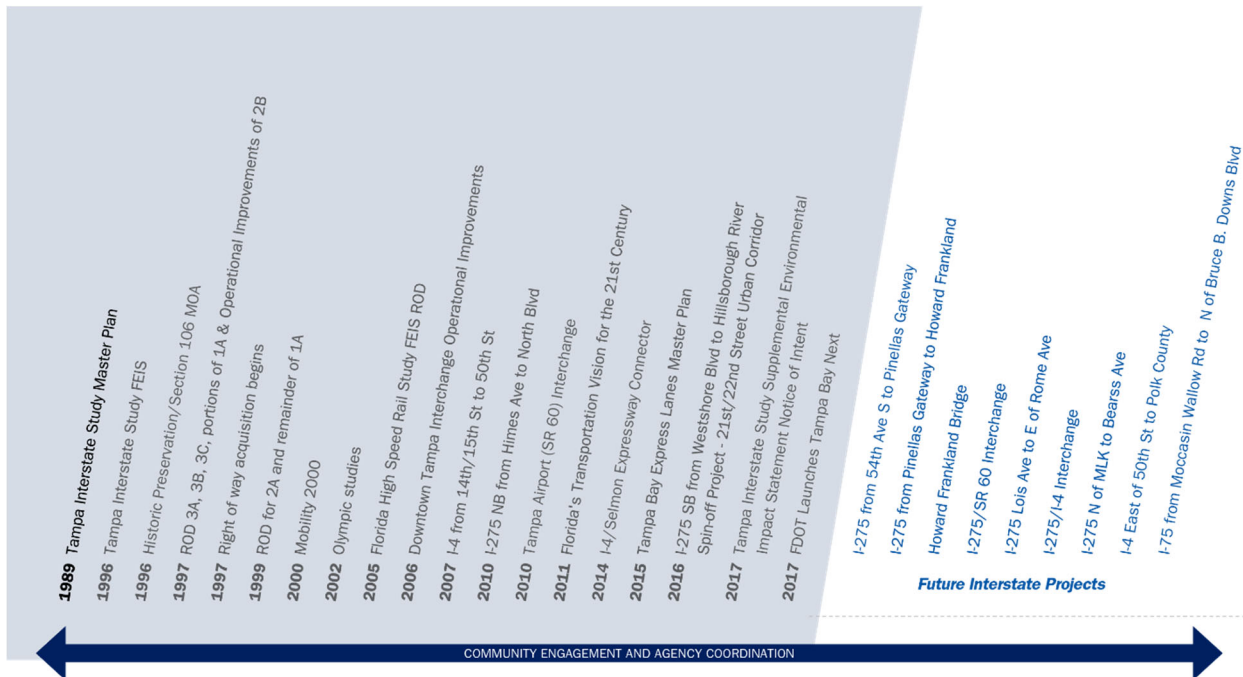 1989 Tampa Interstate Study Master Plan
1996 Tampa Interstate Study FEIS
1996 Historic Preservation/Section 106 MOA
1997 ROD 3A, 3B, 3C, portions of 1A & Operational Improvements of 2B
1997 Right of way acquisition begins
1999 ROD for 2A and remainder of 1A
2000 Mobility 2000
2002 Olympic studies
2005 Florida High Speed Rail Study FEIS ROD
2006 Downtown Tampa Interchange Operational Improvements
2007 I-4 from 14th/15th St to 50th St
2010 I-275 NB from Himes Ave to North Blvd
2010 Tampa Airport (SR 60) Interchange
2011 Florida's Transportation Vision for the 21st Century
2014 I-4/Selmon Expressway Connector
2015 Tampa Bay Express Lanes Master Plan
2016 I-275 SB from Westshore Blvd to Hillsborough River
Spin-off Project - 21st/22nd Street Urban Corridor
2017 Tampa Interstate Study Supplemental Environmental
Impact Statement Notice of Intent
2017 FDOT Launches Tampa Bay Next
I-275 from 54th Ave S to Pinellas Gateway
I-275 from Pinellas Gateway to Howard Frankland
Howard Frankland Bridge
I-275/SR 60 Interchange
I-275 Lois Ave to E of Rome Ave
I-275/I-4 Interchange
I-275 N of MLK to Bearss Ave
I-4 East of 50th St to Polk County
I-75 from Moccasin Wallow Rd to N of Bruce B. Downs Blvd
Future Interstate Projects
COMMUNITY ENGAGEMENT AND AGENCY COORDINATION